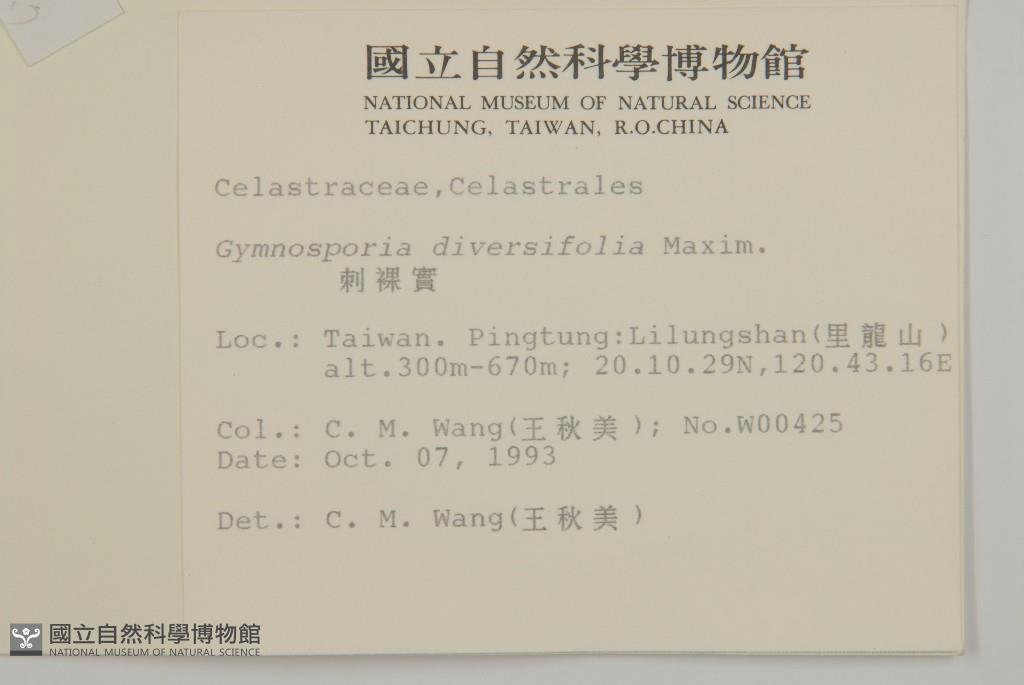 國立自然科學博物館
NATIONAL MUSEUM OF NATURAL SCIENCE
TAICHUNG, TAIWAN, R.O.CHINA
Celastraceae,Celastrales
Gymnosporia diversifolia Maxim.
刺裸實
Loc.: Taiwan. Pingtung:Lilungshan(里龍山)
alt.300m-670m; 20.10.29N,120.43.16E
Col.: C. M. Wang(王秋美); No.W00425
Date: Oct. 07, 1993
Det.: C. M. Wang(王秋美)
國立自然科學博物館
NATIONAL MUSEUM OF NATURAL SCIENCE